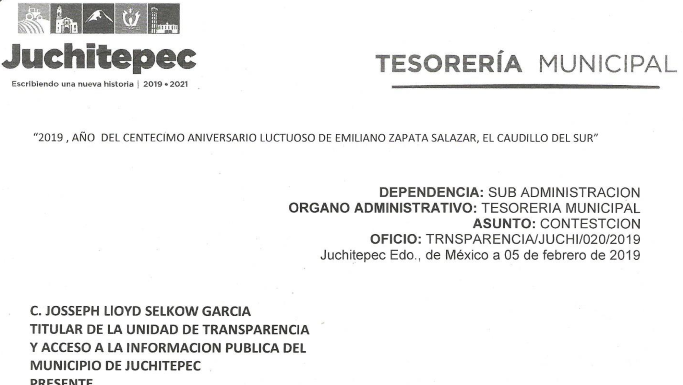 Juchitepec
Escribiendo una nueva historia | 2019 • 2021
TESORERÍA MUNICIPAL
"2019 , AÑO DEL CENTECIMO ANIVERSARIO LUCTUOSO DE EMILIANO ZAPATA SALAZAR, EL CAUDILLO DEL SUR"
DEPENDENCIA: SUB ADMINISTRACION
ORGANO ADMINISTRATIVO: TESORERIA MUNICIPAL
ASUNTO: CONTESTCION
OFICIO: TRNSPARENCIA/JUCHI/020/2019
Juchitepec Edo., de México a 05 de febrero de 2019
C. JOSSEPH LlOYD SELKOW GARCIA
TITULAR DE LA UNIDAD DE TRANSPARENCIA
Y ACCESO A LA INFORMACION PUBLICA DEL
MUNICIPIO DE JUCHITEPEC
PRESENTE